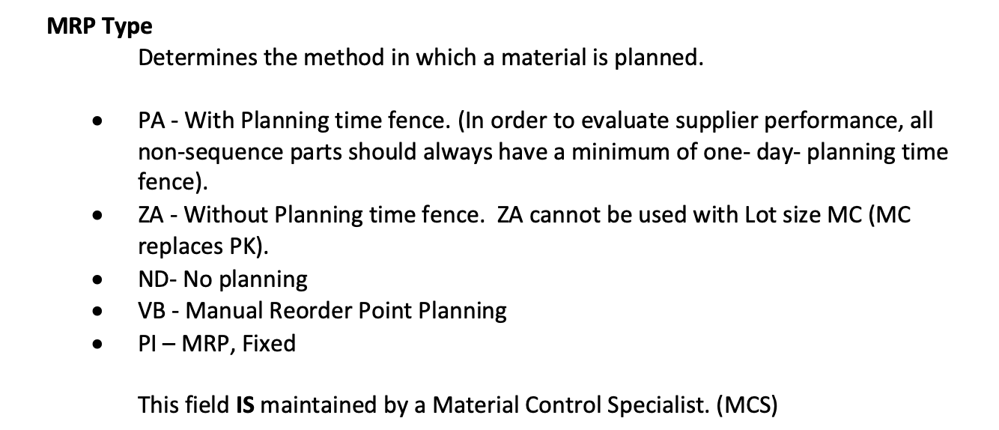 MRP Type
Determines the method in which a material is planned.
• PA - With Planning time fence. (In order to evaluate supplier performance, all
non-sequence parts should always have a minimum of one- day- planning time
fence).
• ZA - Without Planning time fence.  ZA cannot be used with Lot size MC (MC
replaces PK).
• ND- No planning
• VB - Manual Reorder Point Planning
• PI – MRP, Fixed
This field IS maintained by a Material Control Specialist. (MCS)